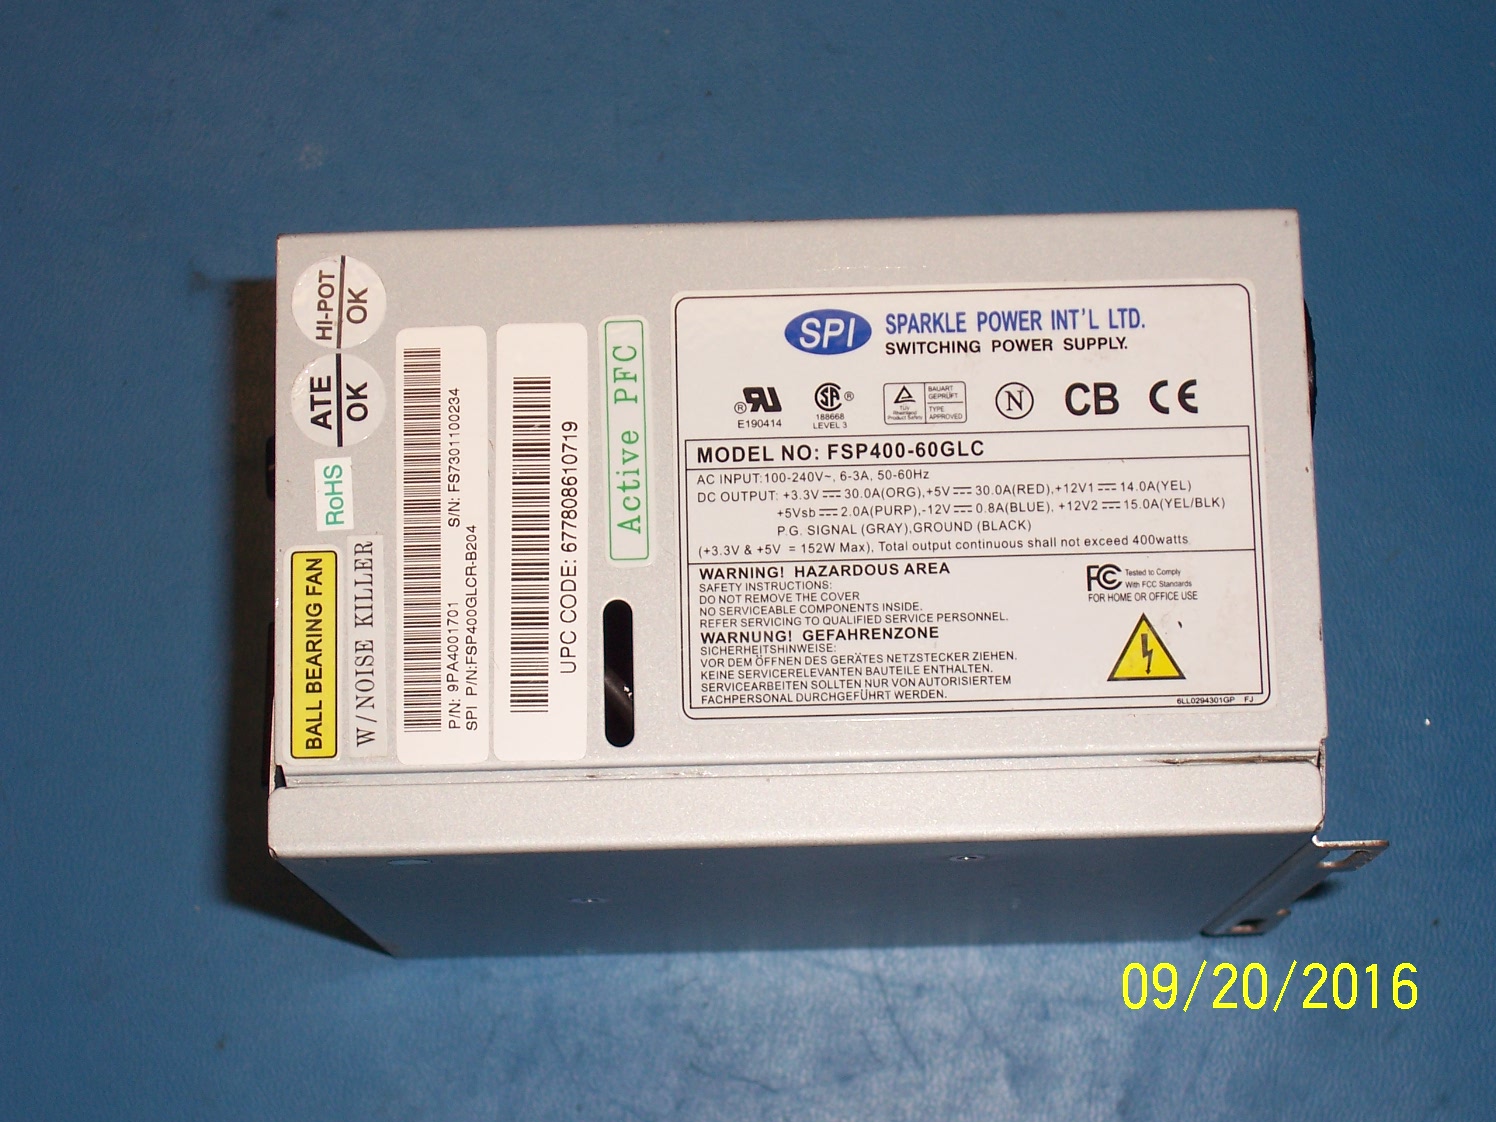 HI-POT
OK
ATE
OK
RoHS
BALL BEARING FAN
W/NOISE KILLER
P/N: 9PA4001701
S/N: FS7301100234
SPI P/N:FSP400GLCR-B204
UPC CODE: 677808610719
Active PFC
SPI
SPARKLE POWER INT'L LTD.
SWITCHING POWER SUPPLY.
®
E190414
SA
®
188668
LEVEL 3
TÜV
Rheinland
Product Safety
BAUART
GEPRÜFT
TYPE
APPROVED
N
CB
CE
MODEL NO: FSP400-60GLC
AC INPUT:100-240V~, 6-3A, 50-60Hz
DC OUTPUT: +3.3V ⎓ 30.0A(ORG),+5V ⎓ 30.0A(RED),+12V1 ⎓ 14.0A(YEL)
+5Vsb ⎓ 2.0A(PURP),-12V ⎓ 0.8A(BLUE), +12V2 ⎓ 15.0A(YEL/BLK)
P.G. SIGNAL (GRAY),GROUND (BLACK)
(+3.3V & +5V = 152W Max), Total output continuous shall not exceed 400watts
WARNING! HAZARDOUS AREA
SAFETY INSTRUCTIONS:
DO NOT REMOVE THE COVER
NO SERVICEABLE COMPONENTS INSIDE.
REFER SERVICING TO QUALIFIED SERVICE PERSONNEL.
WARNUNG! GEFAHRENZONE
SICHERHEITSHINWEISE:
VOR DEM ÖFFNEN DES GERÄTES NETZSTECKER ZIEHEN.
KEINE SERVICERELEVANTEN BAUTEILE ENTHALTEN.
SERVICEARBEITEN SOLLTEN NUR VON AUTORISIERTEM
FACHPERSONAL DURCHGEFÜHRT WERDEN.
FC
Tested to Comply
With FCC Standards
FOR HOME OR OFFICE USE
6LL0294301GP FJ
09/20/2016